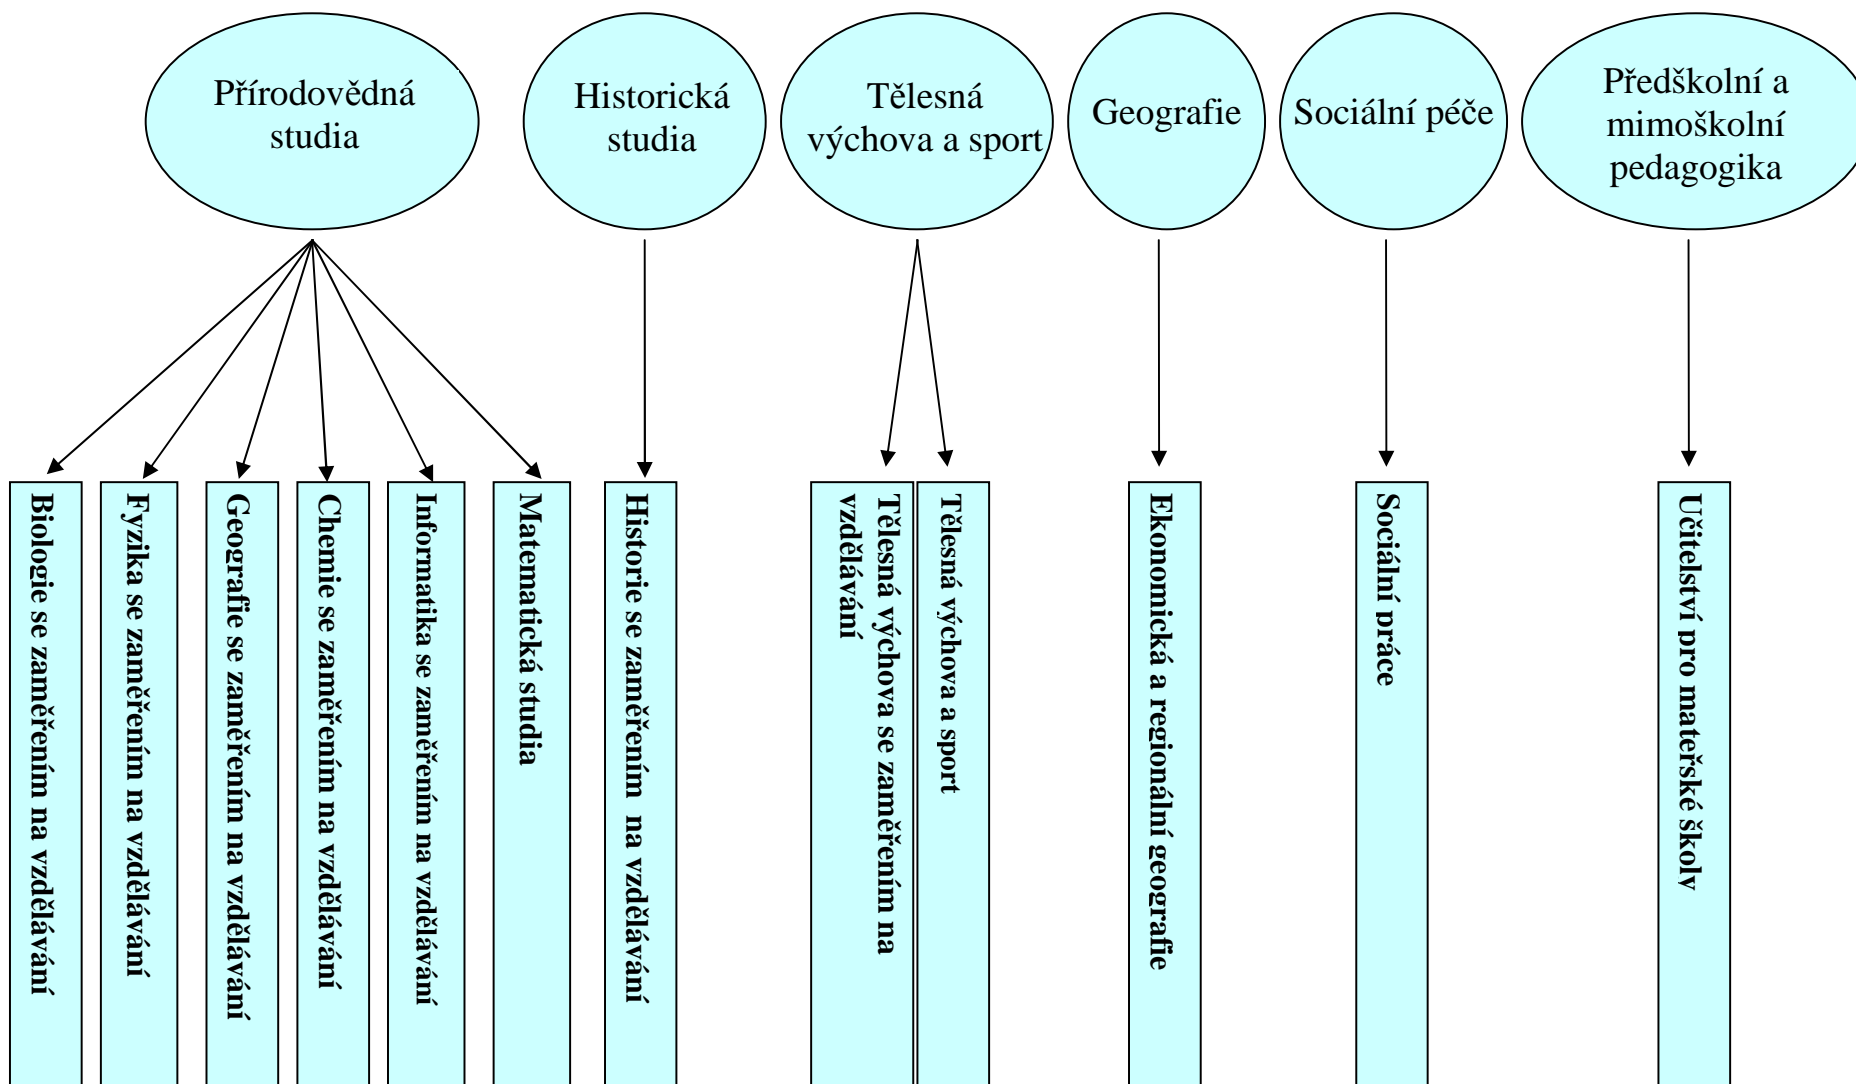 Přírodovědná
studia
Historická
studia
Tělesná
výchova a sport
Geografie
Sociální péče
Předškolní a
mimoškolní
pedagogika
Biologie se zaměřením na vzdělávání
Fyzika se zaměřením na vzdělávání
Geografie se zaměřením na vzdělávání
Chemie se zaměřením na vzdělávání
Informatika se zaměřením na vzdělávání
Matematická studia
Historie se zaměřením na vzdělávání
Tělesná výchova se zaměřením na
vzdělávání
Tělesná výchova a sport
Ekonomická a regionální geografie
Sociální práce
Učitelství pro mateřské školy